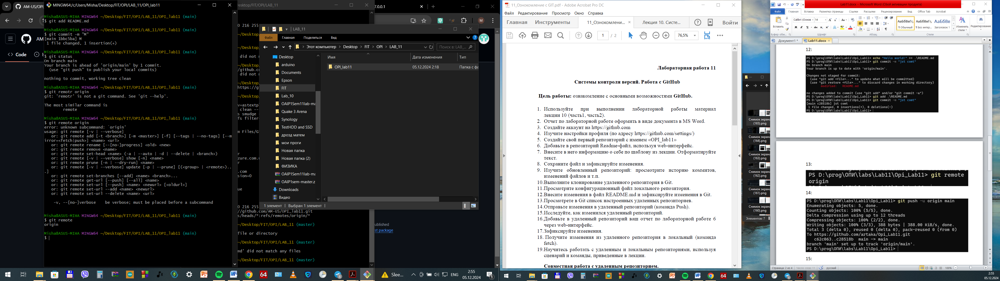 AM-US/OPI_
MINGW64:/c/Users/Misha/Desktop/FIT/OPI/LAB_11/OPI_lab11
Misha@ASUS-MIHA MINGW64 ~/Desktop/FIT/OPI/LAB_11/OPI_lab11 (main)
$ git add README.md
Misha@ASUS-MIHA MINGW64 ~/Desktop/FIT/OPI/LAB_11/OPI_lab11 (main)
$ git commit -m "M"
[main 1bbc5ba] M
1 file changed, 1 insertion(+)
Misha@ASUS-MIHA MINGW64 ~/Desktop/FIT/OPI/LAB_11/OPI_lab11 (main)
$ git status
On branch main
Your branch is ahead of 'origin/main' by 1 commit.
(use "git push" to publish your local commits)
nothing to commit, working tree clean
Misha@ASUS-MIHA MINGW64 ~/Desktop/FIT/OPI/LAB_11/OPI_lab11 (main)
$ git remotr origin
git: 'remotr' is not a git command. See 'git --help'.
The most similar command is
remote
Misha@ASUS-MIHA MINGW64 ~/Desktop/FIT/OPI/LAB_11/OPI_lab11 (main)
$ git remote origin
error: unknown subcommand: `origin'
usage: git remote [-v | --verbose]
or: git remote add [-t <branch>] [-m <master>] [-f] [--tags | --no-tags] [--m
irror=<fetch|push>] <name> <url>
or: git remote rename [--[no-]progress] <old> <new>
or: git remote remove <name>
or: git remote set-head <name> (-a | --auto | -d | --delete | <branch>)
or: git remote [-v | --verbose] show [-n] <name>
or: git remote prune [-n | --dry-run] <name>
or: git remote [-v | --verbose] update [-p | --prune] [(<group> | <remote>)..
.]
or: git remote set-branches [--add] <name> <branch>...
or: git remote get-url [--push] [--all] <name>
or: git remote set-url [--push] <name> <newurl> [<oldurl>]
or: git remote set-url --add <name> <newurl>
or: git remote set-url --delete <name> <url>
-v, --[no-]verbose    be verbose; must be placed before a subcommand
Misha@ASUS-MIHA MINGW64 ~/Desktop/FIT/OPI/LAB_11/OPI_lab11 (main)
$ git remote
origin
Misha@ASUS-MIHA MINGW64 ~/Desktop/FIT/OPI/LAB_11/OPI_lab11 (main)
$
AM
Code
Desktop/FIT/OPI/LAB_11
7.0.0.1
0 216 255
//github.com/AM-US/OPI_lab11.git
s/heads/*:refs/remotes/origin/*
~/Desktop/FIT/OPI/LAB_11 (master)
file or directory
~/Desktop/FIT/OPI/LAB_11 (master)
md' did not match any files
~/Desktop/FIT/OPI/LAB_11 (master)
ublished
st package
LAB_11
Файл Главная Поделиться Вид
Этот компьютер > Desktop > FIT > OPI > LAB_11
Поиск в: LAB_...
Имя Дата изменения Тип
OPI_lab11 05.12.2024 2:18 Папка с фа
Desktop
arduino
Documents
Epson
FIT
Lab_10
OAIP1Sem11lab-ma
Quake 3 Arena
Synology
TestHDD and SSD
дрозд матем
мои проги
Новая папка
Новая папка (2)
ФИЗИКА
OAIP1Sem11lab-ma
OAIP1sem-master.z
Downloads
Видео
1 элемент Выбран 1 элемент
Slee...
ENG
2:55
05.12.2024
11_Ознокомление с GIT.pdf - Adobe Acrobat Pro DC
Файл Редактирование Просмотр Окно Справка
Главная Инструменты 11_Ознокомлени... Лекция 10. Систе... Войти
1 / 2 76,5%
Лабораторная работа 11
Системы контроля версий. Работа с GitHub
Цель работы: ознакомление с основными возможностями GitHub.
1. Используйте при выполнении лабораторной работы материал
лекции 10 (часть1, часть2).
2. Отчет по лабораторной работе оформить в виде документа в MS Word.
3. Создайте аккаунт на https://github.com
4. Изучите настройки профиля (по адресу https://github.com/settings/)
5. Создайте свой первый репозиторий с именем «OPI_lab11»
6. Добавьте в репозиторий Readme-файл, используя web-интерфейс.
7. Внесите в него информацию о себе по шаблону из лекции. Отформатируйте
текст.
8. Сохраните файл и зафиксируйте изменения.
9. Изучите обновленный репозиторий: просмотрите историю коммитов,
изменений файлов и т.п.
10.Выполните клонирование удаленного репозитория в Git.
11.Просмотрите конфигурационный файл локального репозитория.
12.Внесите изменения в файл README.md и зафиксируйте изменения в Git.
13.Просмотрете в Git список настроенных удаленных репозиториев.
14.Отправьте изменения в удаленный репозиторий (команда Push).
15.Исследуйте, как изменился удаленный репозиторий.
16.Добавьте в удаленный репозиторий ваш отчет по лабораторной работе 6
через web-интерфейс.
17.Зафиксируйте изменения.
18. Получите изменения из удаленного репозитория в локальный (команда
fetch).
19.Научитесь работать с удаленным и локальным репозиториями, используя
сценарий и команды, приведенные в лекции.
Совместная работа с удаленным репозиторием.
Снимок экрана (165).png
Снимок экрана (164).png
Снимок экрана (163).png
Снимок экрана (162).png
Снимок экрана (161).png
Снимок экрана (160).png
Элементов: 7
Lab11.docx - Microsoft Word (Сбой активации продукта)
Файл Главная Вставка Разметка страницы Ссылки Рассылки Рецензирование Вид Office Tab Acrobat
Вставить
Calibri (Основ 14
Шрифт Абзац Стили
Изменить стили Редактирование
Документ1 * Lab11.docx
12:
PS D:\prog\ОПИ\labs\Lab11\Opi_Lab11> echo "Hello world!" >> .\README.md
PS D:\prog\ОПИ\labs\Lab11\Opi_Lab11> git commit -m "jst comt"
On branch main
Your branch is up to date with 'origin/main'.
Changes not staged for commit:
(use "git add <file>..." to update what will be committed)
(use "git restore <file>..." to discard changes in working directory)
modified:   README.md
no changes added to commit (use "git add" and/or "git commit -a")
PS D:\prog\ОПИ\labs\Lab11\Opi_Lab11> git add .\README.md
PS D:\prog\ОПИ\labs\Lab11\Opi_Lab11> git commit -m "jst comt"
[main c28518b] jst comt
1 file changed, 0 insertions(+), 0 deletions(-)
PS D:\prog\ОПИ\labs\Lab11\Opi_Lab11>
13:
PS D:\prog\ОПИ\labs\Lab11\Opi_Lab11> git remote
origin
14:
PS D:\prog\ОПИ\labs\Lab11\Opi_Lab11> git push -u origin main
Enumerating objects: 5, done.
Counting objects: 100% (5/5), done.
Delta compression using up to 12 threads
Compressing objects: 100% (2/2), done.
Writing objects: 100% (3/3), 388 bytes | 388.00 KiB/s, done.
Total 3 (delta 0), reused 0 (delta 0), pack-reused 0 (from 0)
To https://github.com/artaka/Opi_Lab11.git
c62c063..c28518b  main -> main
branch 'main' set up to track 'origin/main'.
PS D:\prog\ОПИ\labs\Lab11\Opi_Lab11>
15:
Страница: 2 из 4 Число слов: 11 русский 100%
2:55
05.12.2024